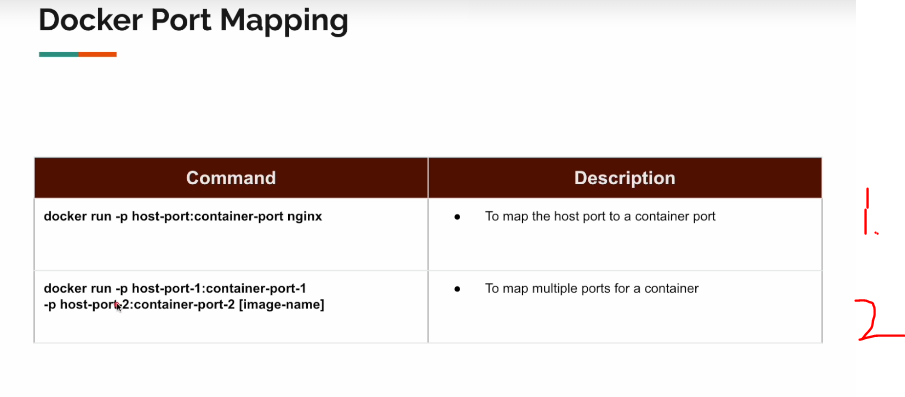 Docker Port Mapping
Command Description
docker run -p host-port:container-port nginx ● To map the host port to a container port
1.
docker run -p host-port-1:container-port-1 ● To map multiple ports for a container
-p host-port-2:container-port-2 [image-name]
2